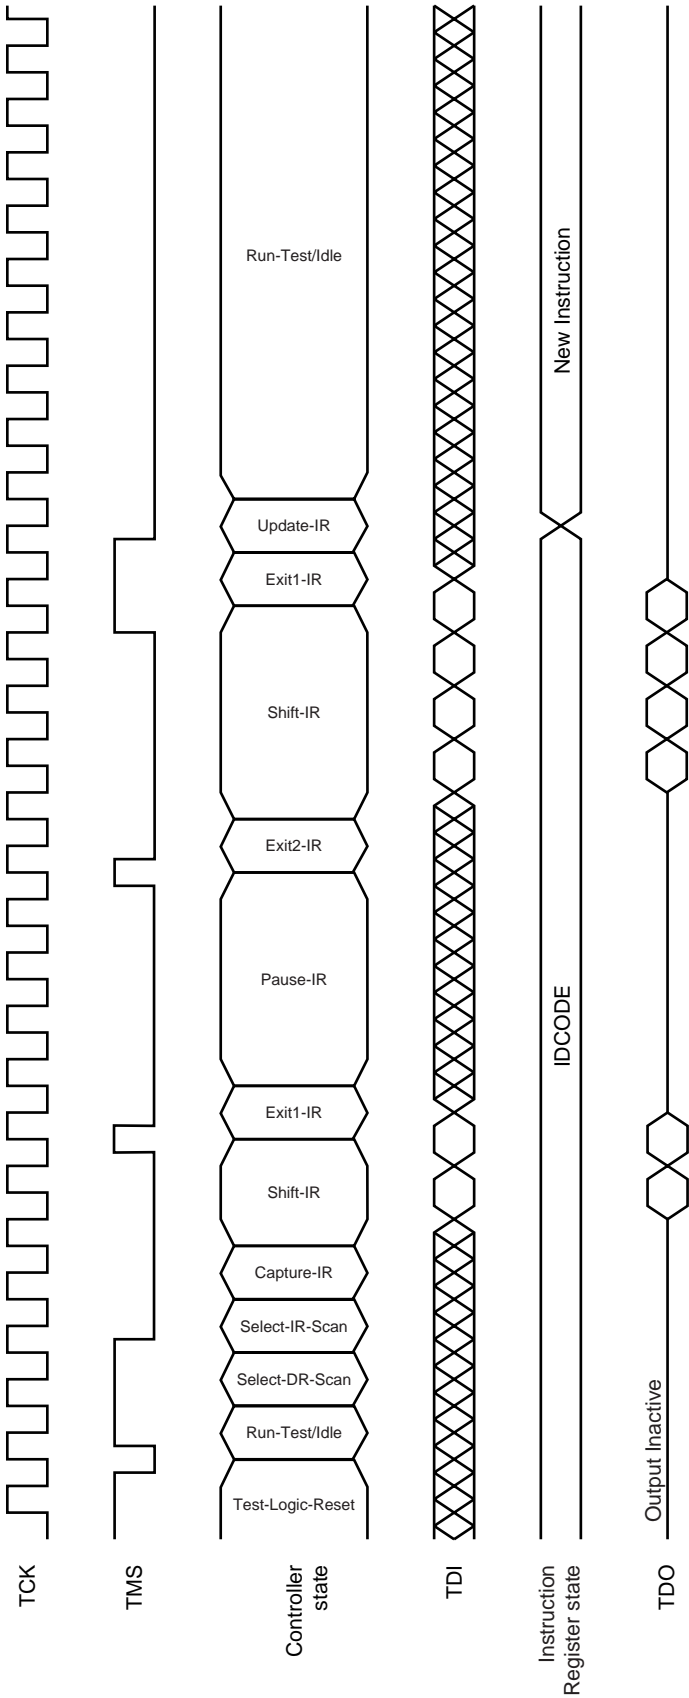 Run-Test/Idle
New Instruction
Update-IR
Exit1-IR
Shift-IR
Exit2-IR
Pause-IR
IDCODE
Exit1-IR
Shift-IR
Capture-IR
Select-IR-Scan
Select-DR-Scan
Run-Test/Idle
Output Inactive
Test-Logic-Reset
TCK
TMS
Controller
state
TDI
Instruction
Register state
TDO